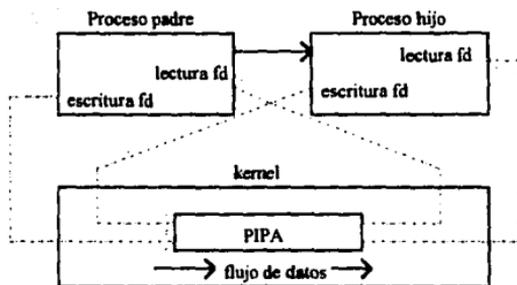 Proceso padre
Proceso hijo
lectura fd
escritura fd
lectura fd
escritura fd
kernel
PIPA
flujo de datos